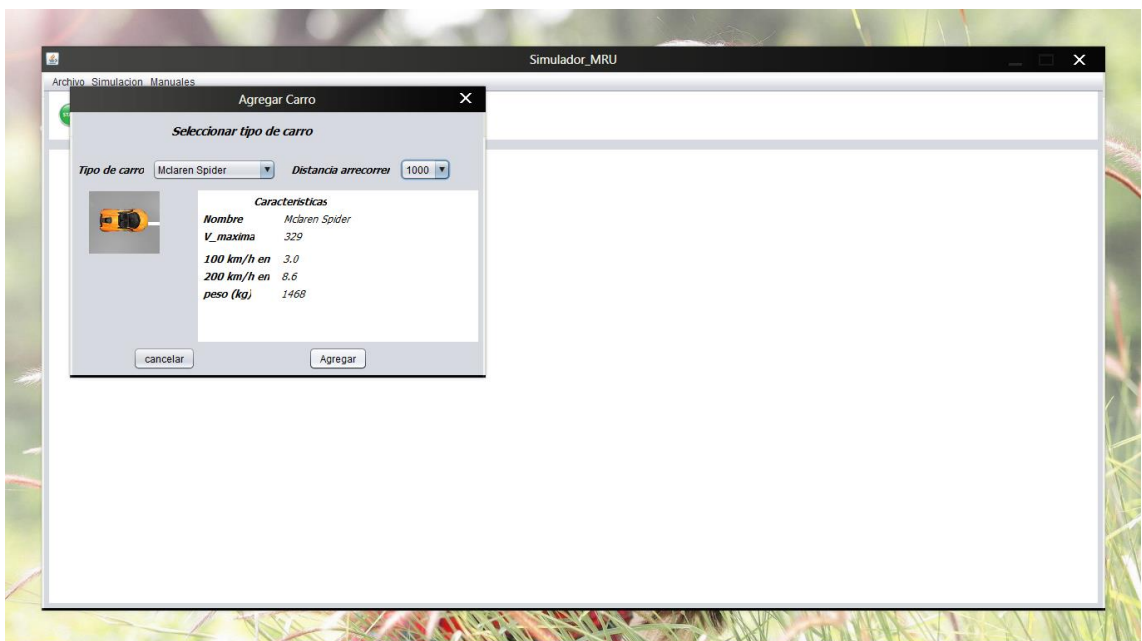 Simulador_MRU
Archivo Simulacion Manuales
Agregar Carro
Seleccionar tipo de carro
Tipo de carro Mclaren Spider Distancia arrecorrer 1000
Caracteristicas
Nombre Mclaren Spider
V_maxima 329
100 km/h en 3.0
200 km/h en 8.6
peso (kg) 1468
cancelar Agregar